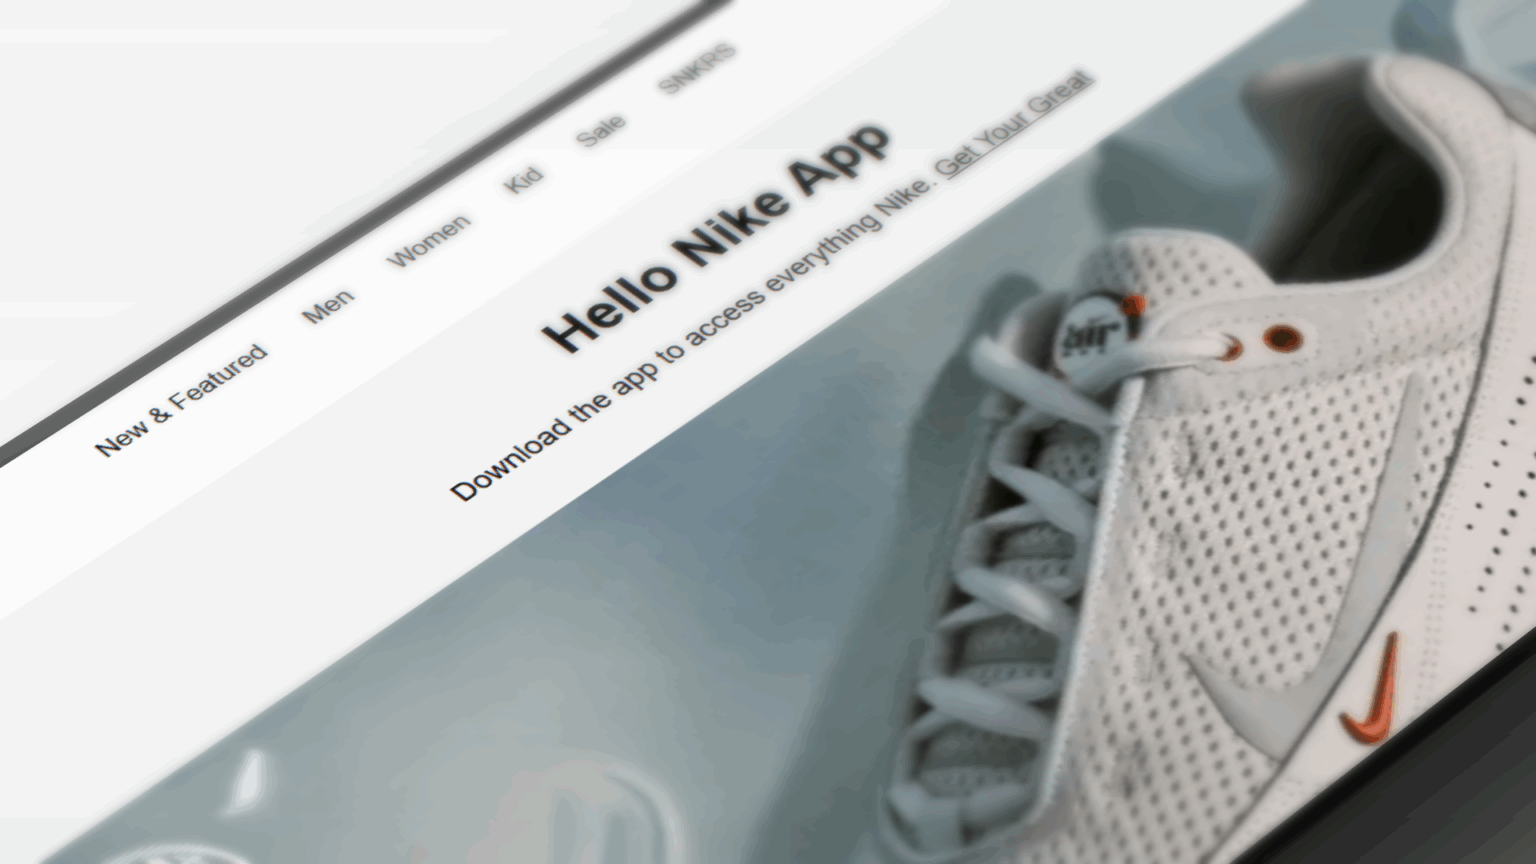 New & Featured Men Women Kid Sale SNKRS
Hello Nike App
Download the app to access everything Nike. Get Your Great
air